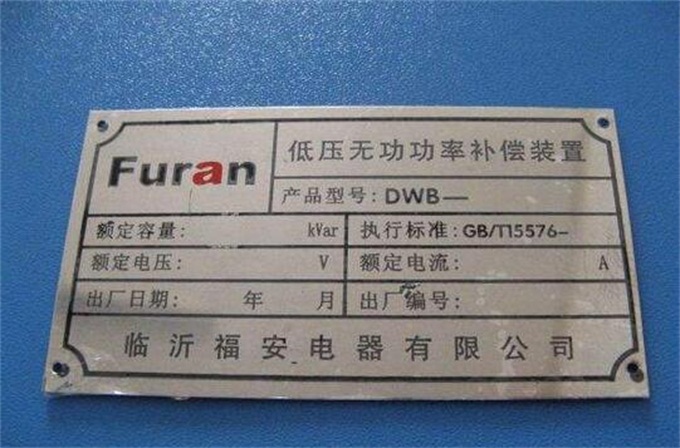 Furan
低压无功功率补偿装置
产品型号:DWB—
额定容量: kVar
执行标准:GB/T15576-
额定电压: V
额定电流: A
出厂日期: 年 月
出厂编号:
临沂福安电器有限公司